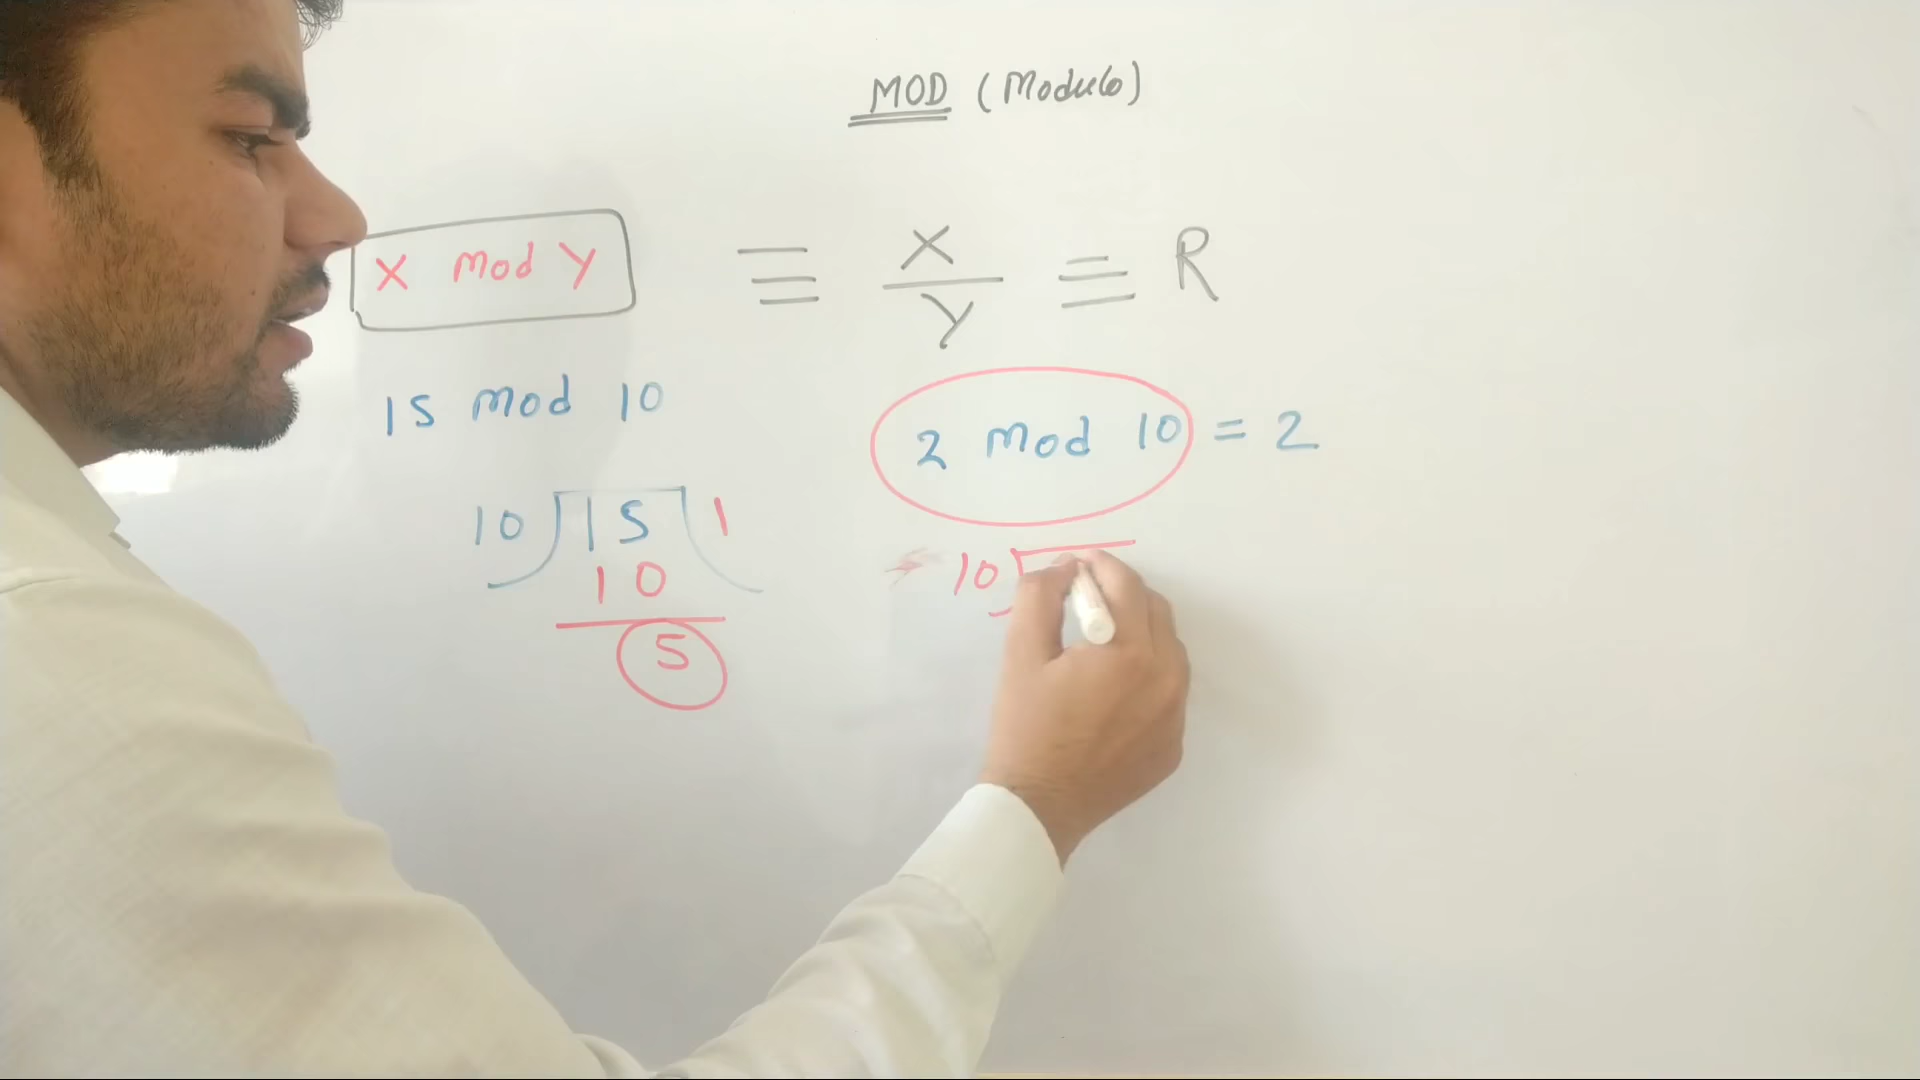 MOD (Modulo)
X mod Y ≡ X/Y ≡ R
15 mod 10
2 mod 10 = 2
10 15 1
10
5
10